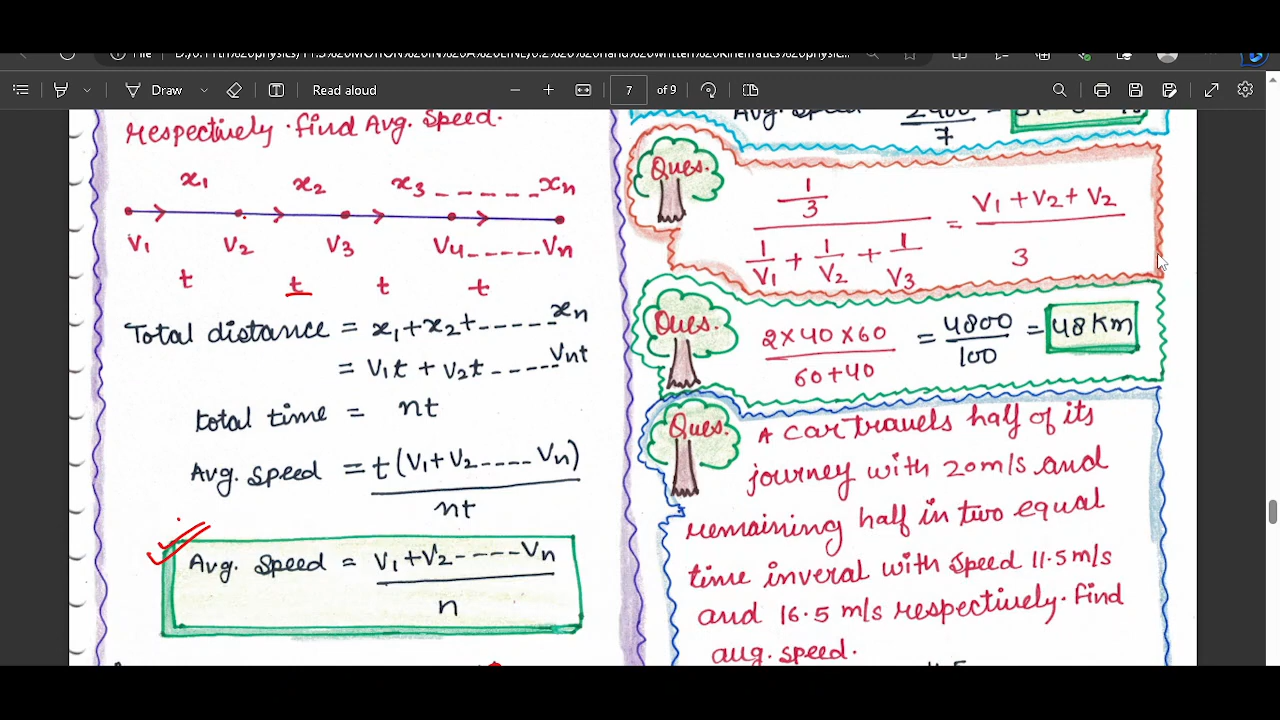 Draw
Read aloud
7
of 9
respectively. find Avg. Speed.
x1 x2 x3 ------ xn
V1 V2 V3 V4-----Vn
t t t t
Total distance = x1+x2+------xn
= V1t + V2t ------Vnt
total time = nt
Avg. speed = t(V1+V2----- Vn)
nt
Avg. speed = V1+V2-----Vn
n
Avg. speed
7
Ques.
1
3
1 + 1 + 1
V1 V2 V3
= V1 + V2 + V2
3
Ques.
2×40×60 = 4800 = 48 Km
60+40 100
Ques.
A car travels half of its
journey with 20m/s and
remaining half in two equal
time inveral with speed 11.5m/s
and 16.5 m/s respectively. find
aug. speed.